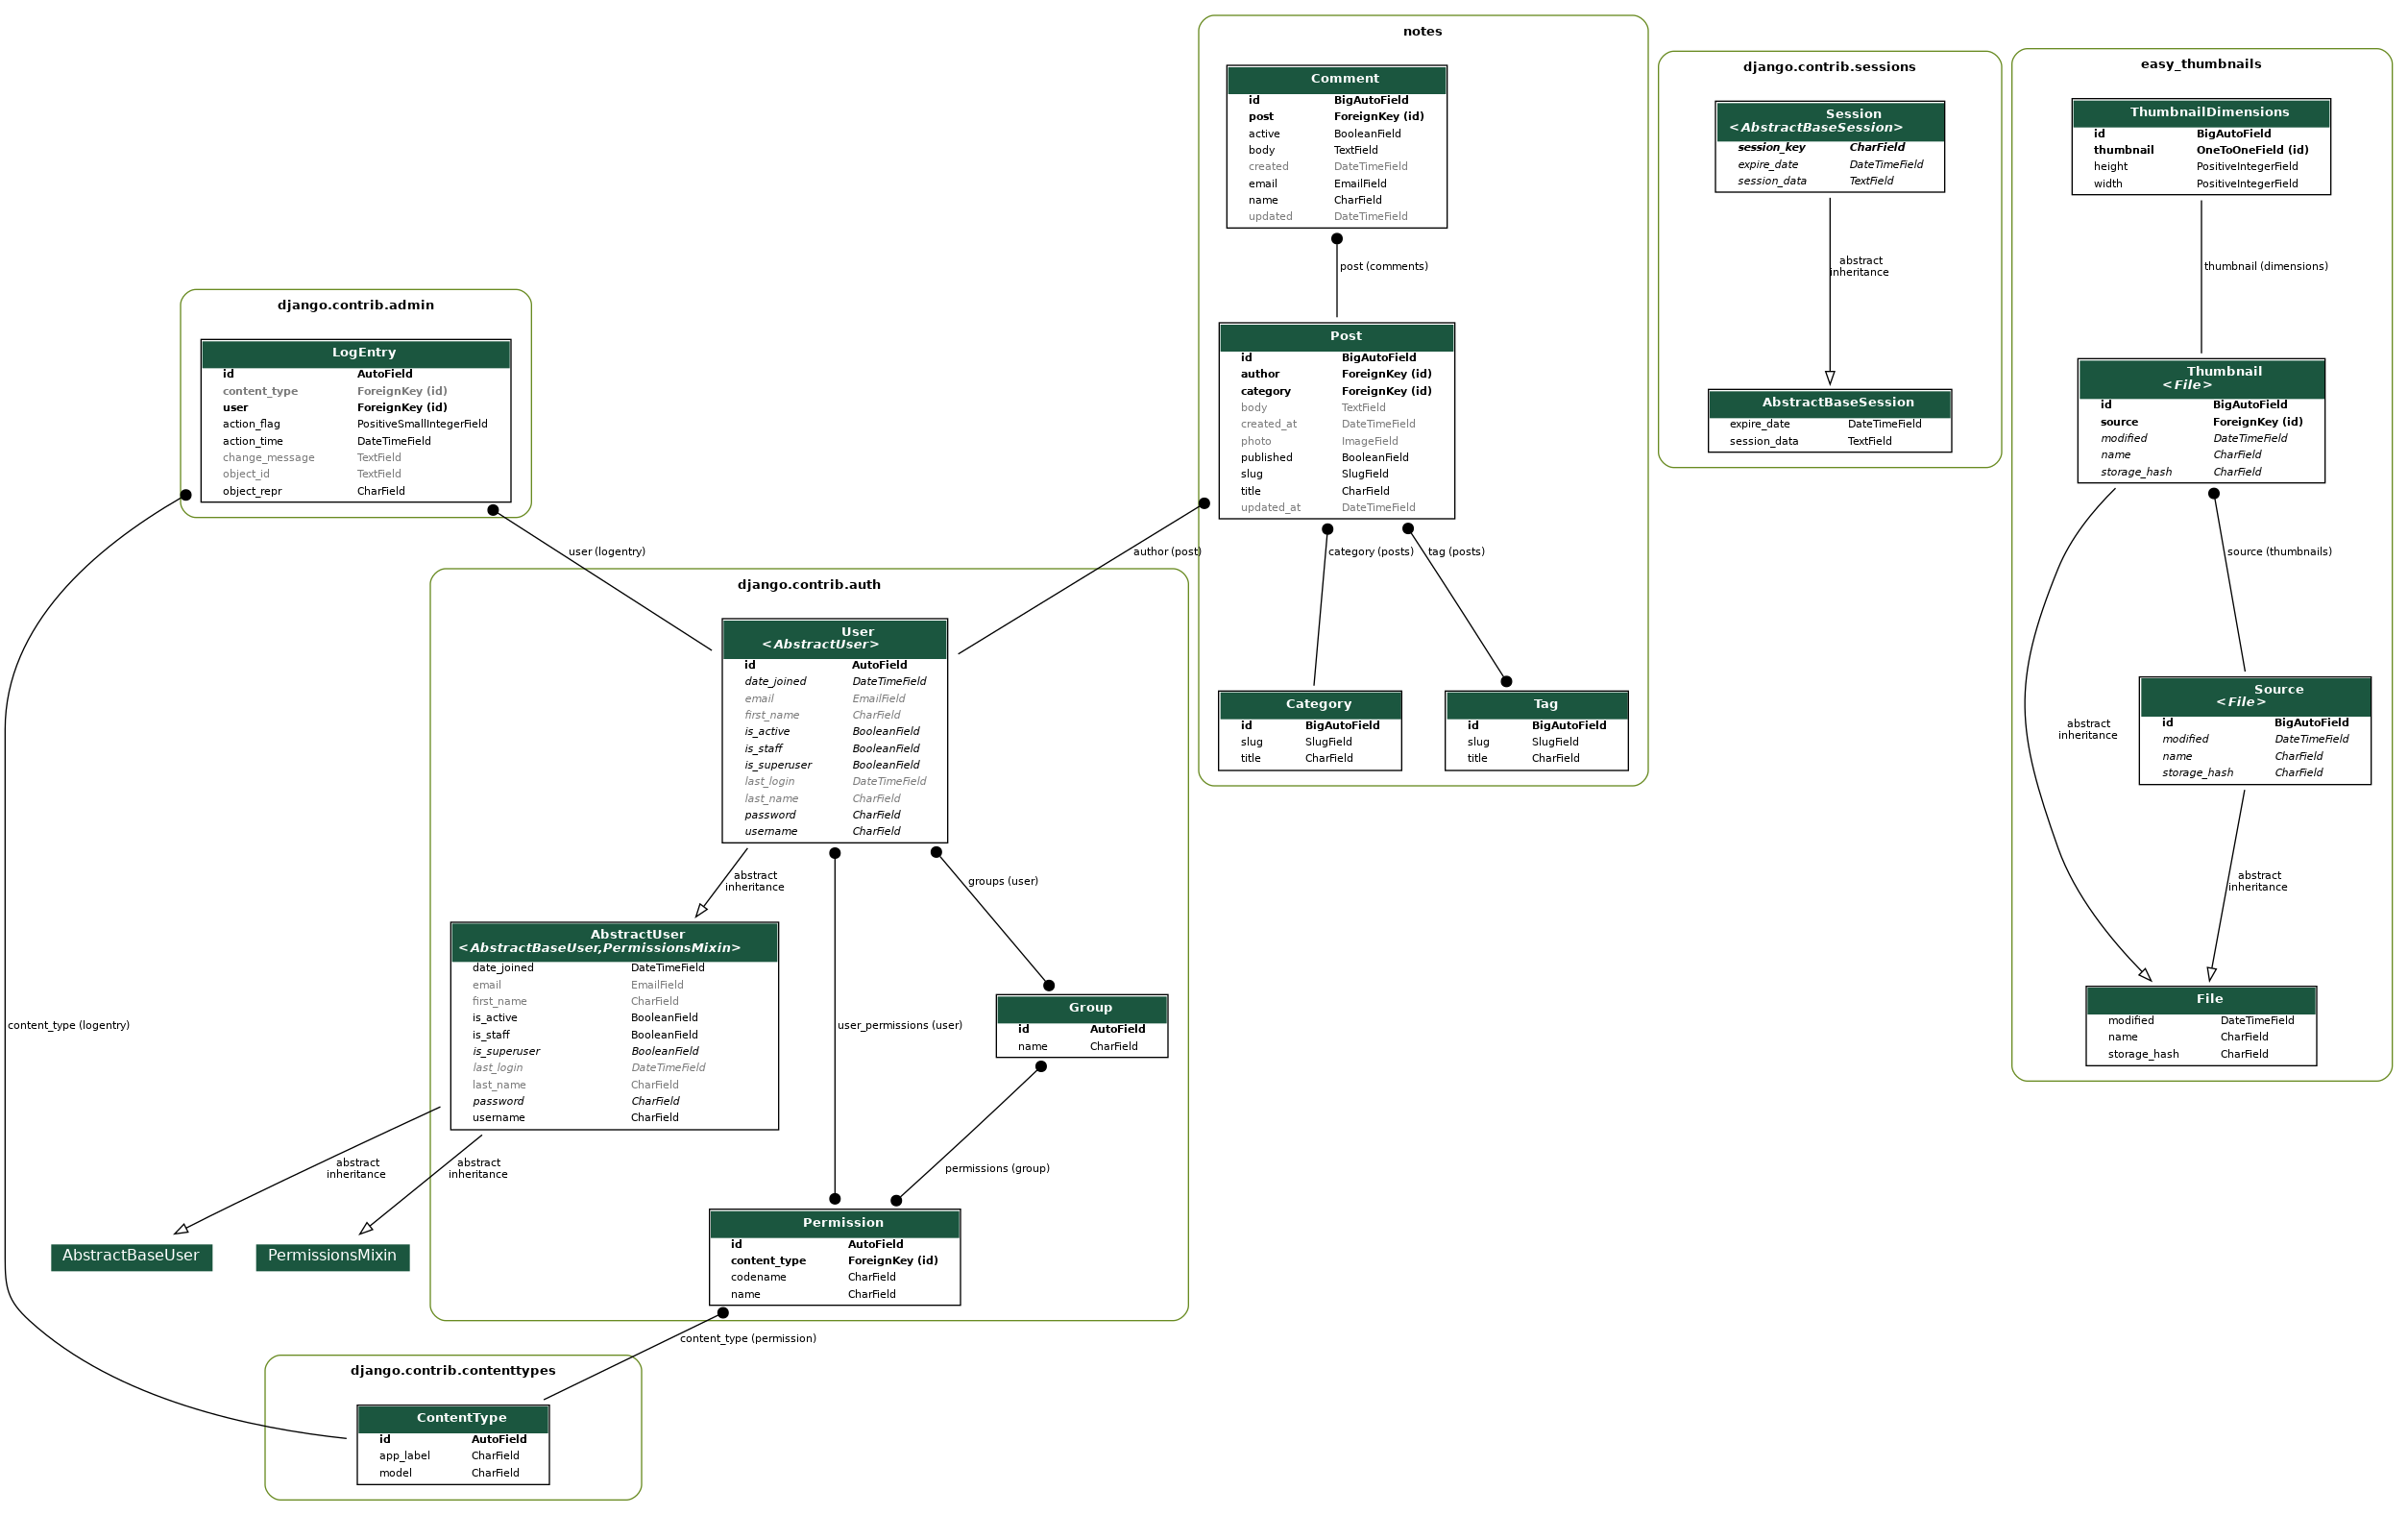 notes
Comment
id BigAutoField
post ForeignKey (id)
active BooleanField
body TextField
created DateTimeField
email EmailField
name CharField
updated DateTimeField
post (comments)
Post
id BigAutoField
author ForeignKey (id)
category ForeignKey (id)
body TextField
created_at DateTimeField
photo ImageField
published BooleanField
slug SlugField
title CharField
updated_at DateTimeField
author (post)
category (posts)
tag (posts)
Category
id BigAutoField
slug SlugField
title CharField
Tag
id BigAutoField
slug SlugField
title CharField
django.contrib.sessions
Session
<AbstractBaseSession>
session_key CharField
expire_date DateTimeField
session_data TextField
abstract
inheritance
AbstractBaseSession
expire_date DateTimeField
session_data TextField
easy_thumbnails
ThumbnailDimensions
id BigAutoField
thumbnail OneToOneField (id)
height PositiveIntegerField
width PositiveIntegerField
thumbnail (dimensions)
Thumbnail
<File>
id BigAutoField
source ForeignKey (id)
modified DateTimeField
name CharField
storage_hash CharField
source (thumbnails)
abstract
inheritance
Source
<File>
id BigAutoField
modified DateTimeField
name CharField
storage_hash CharField
abstract
inheritance
File
modified DateTimeField
name CharField
storage_hash CharField
django.contrib.admin
LogEntry
id AutoField
content_type ForeignKey (id)
user ForeignKey (id)
action_flag PositiveSmallIntegerField
action_time DateTimeField
change_message TextField
object_id TextField
object_repr CharField
user (logentry)
content_type (logentry)
django.contrib.auth
User
<AbstractUser>
id AutoField
date_joined DateTimeField
email EmailField
first_name CharField
is_active BooleanField
is_staff BooleanField
is_superuser BooleanField
last_login DateTimeField
last_name CharField
password CharField
username CharField
abstract
inheritance
groups (user)
user_permissions (user)
AbstractUser
<AbstractBaseUser,PermissionsMixin>
date_joined DateTimeField
email EmailField
first_name CharField
is_active BooleanField
is_staff BooleanField
is_superuser BooleanField
last_login DateTimeField
last_name CharField
password CharField
username CharField
Group
id AutoField
name CharField
permissions (group)
abstract
inheritance
abstract
inheritance
AbstractBaseUser
PermissionsMixin
Permission
id AutoField
content_type ForeignKey (id)
codename CharField
name CharField
content_type (permission)
django.contrib.contenttypes
ContentType
id AutoField
app_label CharField
model CharField